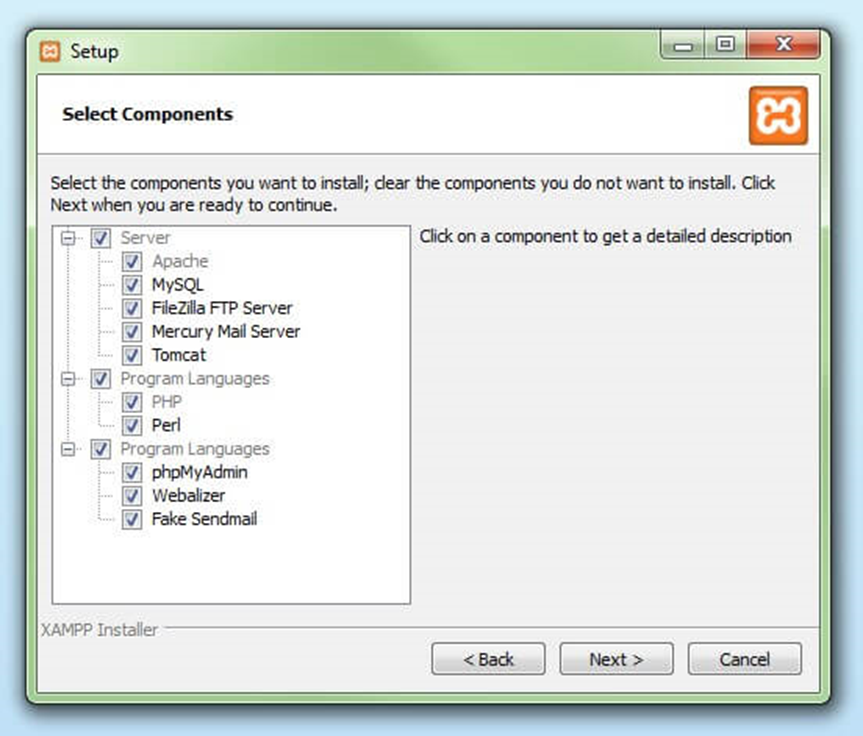 Setup
Select Components
Select the components you want to install; clear the components you do not want to install. Click
Next when you are ready to continue.
Server
Apache
MySQL
FileZilla FTP Server
Mercury Mail Server
Tomcat
Program Languages
PHP
Perl
Program Languages
phpMyAdmin
Webalizer
Fake Sendmail
Click on a component to get a detailed description
XAMPP Installer
< Back
Next >
Cancel